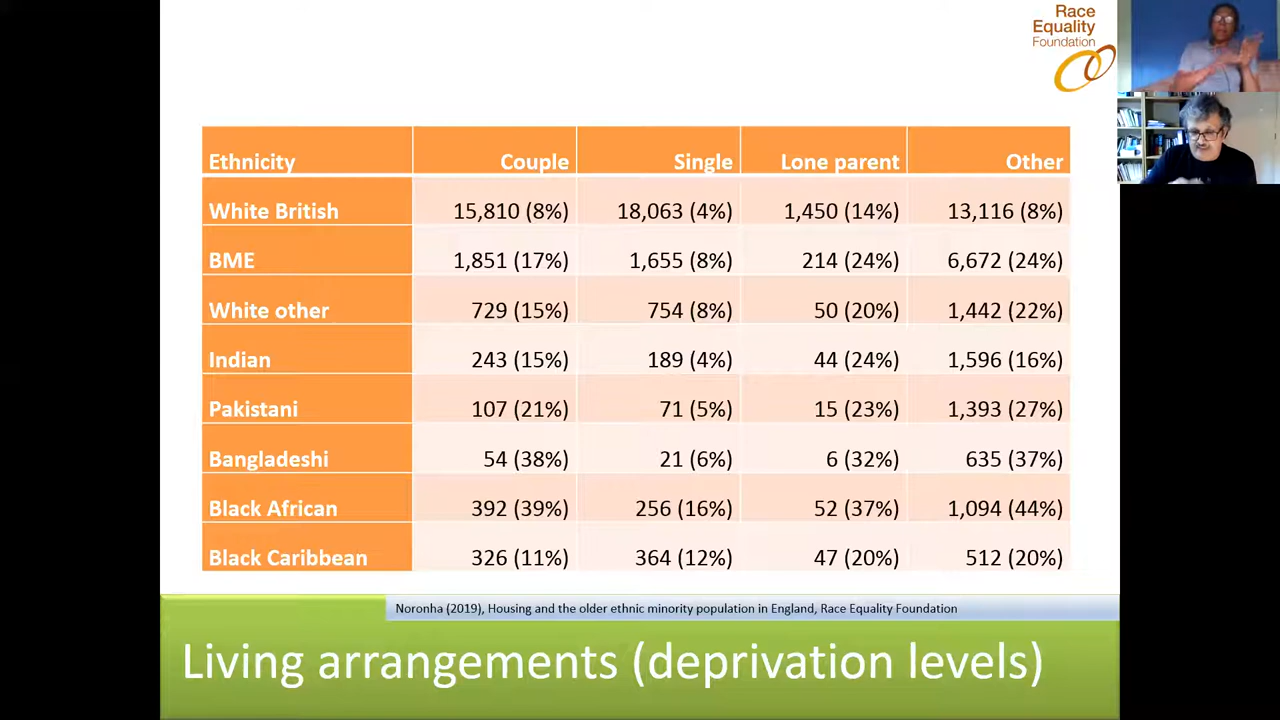 Race
Equality
Foundation
Ethnicity Couple Single Lone parent Other
White British 15,810 (8%) 18,063 (4%) 1,450 (14%) 13,116 (8%)
BME 1,851 (17%) 1,655 (8%) 214 (24%) 6,672 (24%)
White other 729 (15%) 754 (8%) 50 (20%) 1,442 (22%)
Indian 243 (15%) 189 (4%) 44 (24%) 1,596 (16%)
Pakistani 107 (21%) 71 (5%) 15 (23%) 1,393 (27%)
Bangladeshi 54 (38%) 21 (6%) 6 (32%) 635 (37%)
Black African 392 (39%) 256 (16%) 52 (37%) 1,094 (44%)
Black Caribbean 326 (11%) 364 (12%) 47 (20%) 512 (20%)
Noronha (2019), Housing and the older ethnic minority population in England, Race Equality Foundation
Living arrangements (deprivation levels)